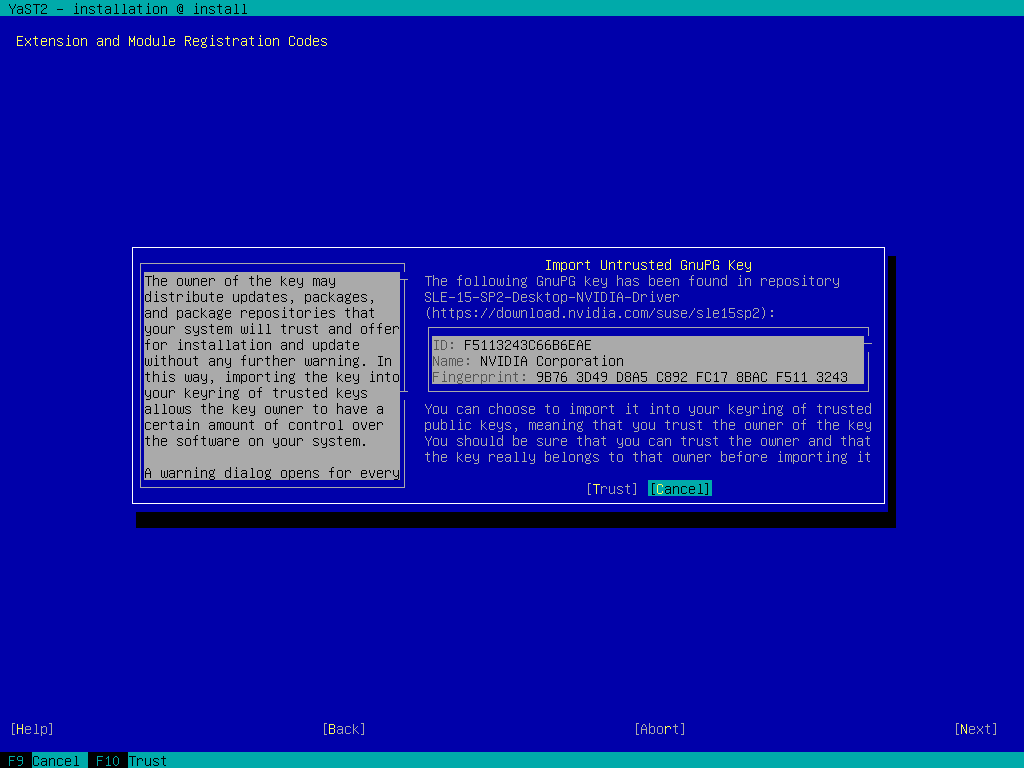 YaST2 - installation @ install
Extension and Module Registration Codes
The owner of the key may
distribute updates, packages,
and package repositories that
your system will trust and offer
for installation and update
without any further warning. In
this way, importing the key into
your keyring of trusted keys
allows the key owner to have a
certain amount of control over
the software on your system.
A warning dialog opens for every
Import Untrusted GnuPG Key
The following GnuPG key has been found in repository
SLE-15-SP2-Desktop-NVIDIA-Driver
(https://download.nvidia.com/suse/sle15sp2):
ID: F5113243C66B6EAE
Name: NVIDIA Corporation
Fingerprint: 9B76 3D49 D8A5 C892 FC17 8BAC F511 3243
You can choose to import it into your keyring of trusted
public keys, meaning that you trust the owner of the key
You should be sure that you can trust the owner and that
the key really belongs to that owner before importing it
[Trust] [Cancel]
[Help] [Back] [Abort] [Next]
F9 Cancel F10 Trust